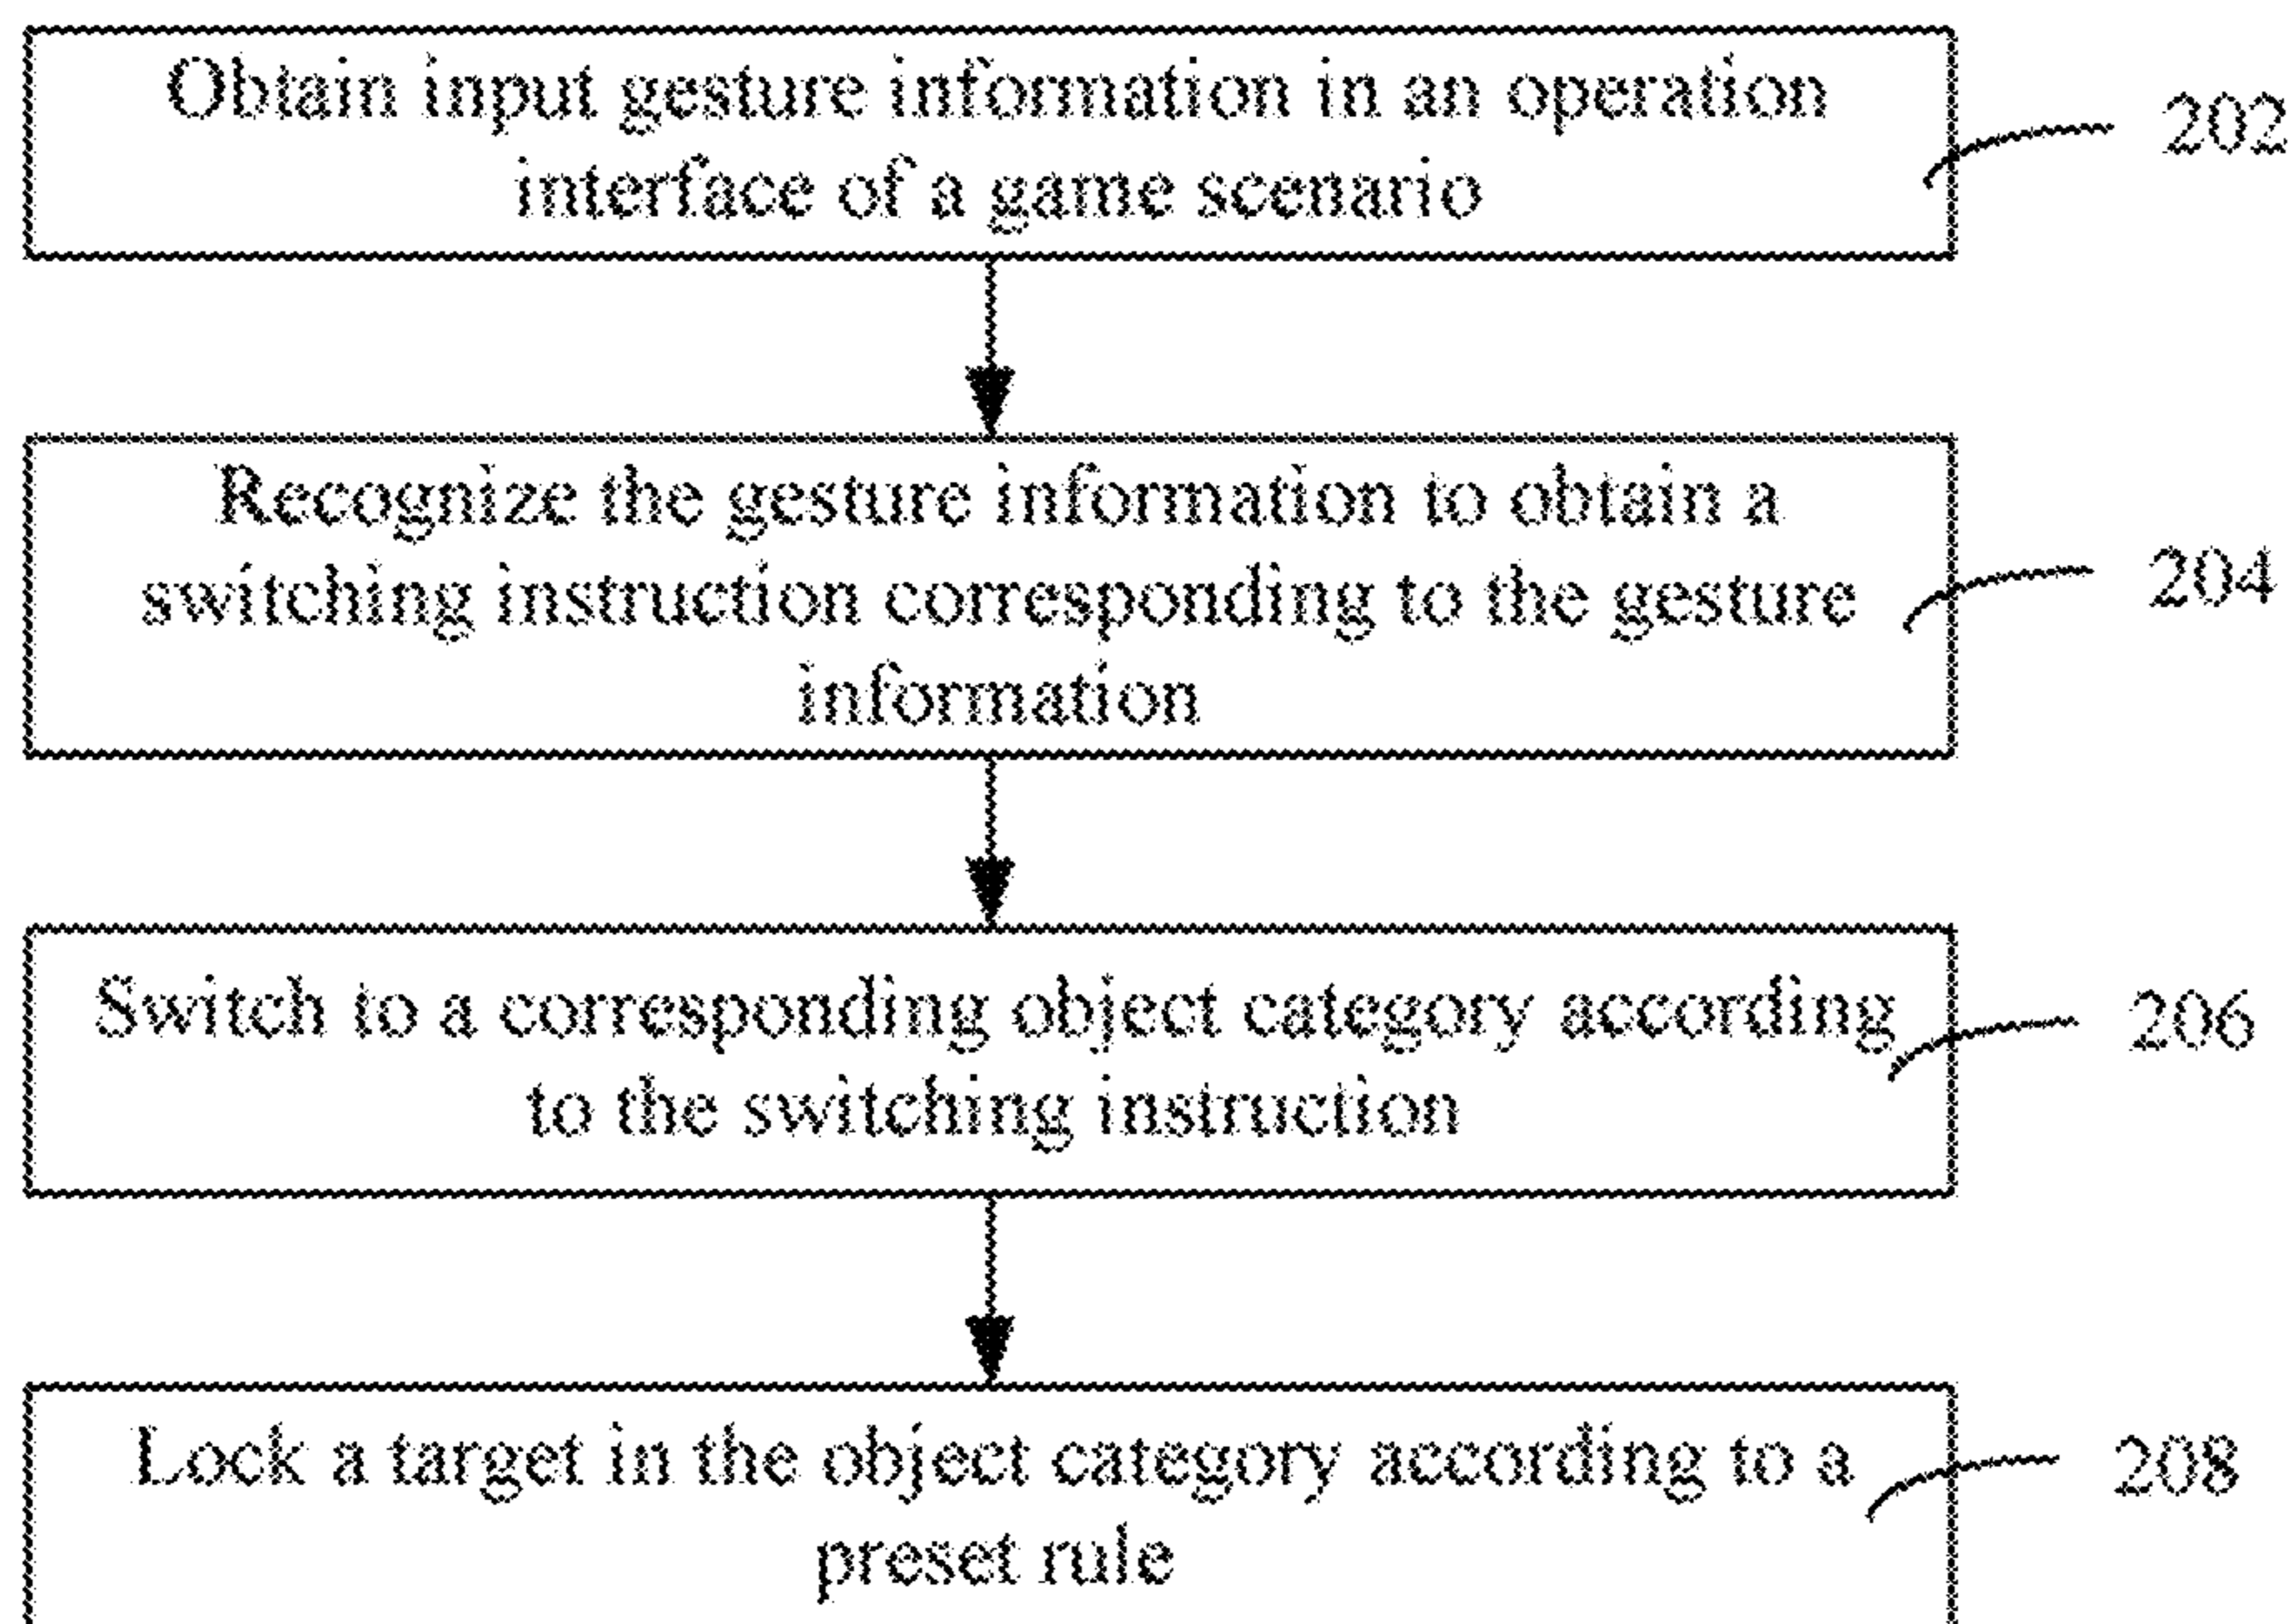 Obtain input gesture information in an operation
interface of a game scenario
202
Recognize the gesture information to obtain a
switching instruction corresponding to the gesture
information
204
Switch to a corresponding object category according
to the switching instruction
206
Lock a target in the object category according to a
preset rule
208